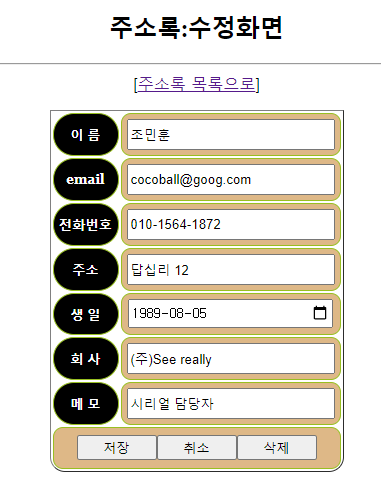 주소록:수정화면
[주소록 목록으로]
이 름 조민훈
email cocoball@goog.com
전화번호 010-1564-1872
주소 답십리 12
생 일 1989-08-05
회 사 (주)See really
메 모 시리얼 담당자
저장 취소 삭제